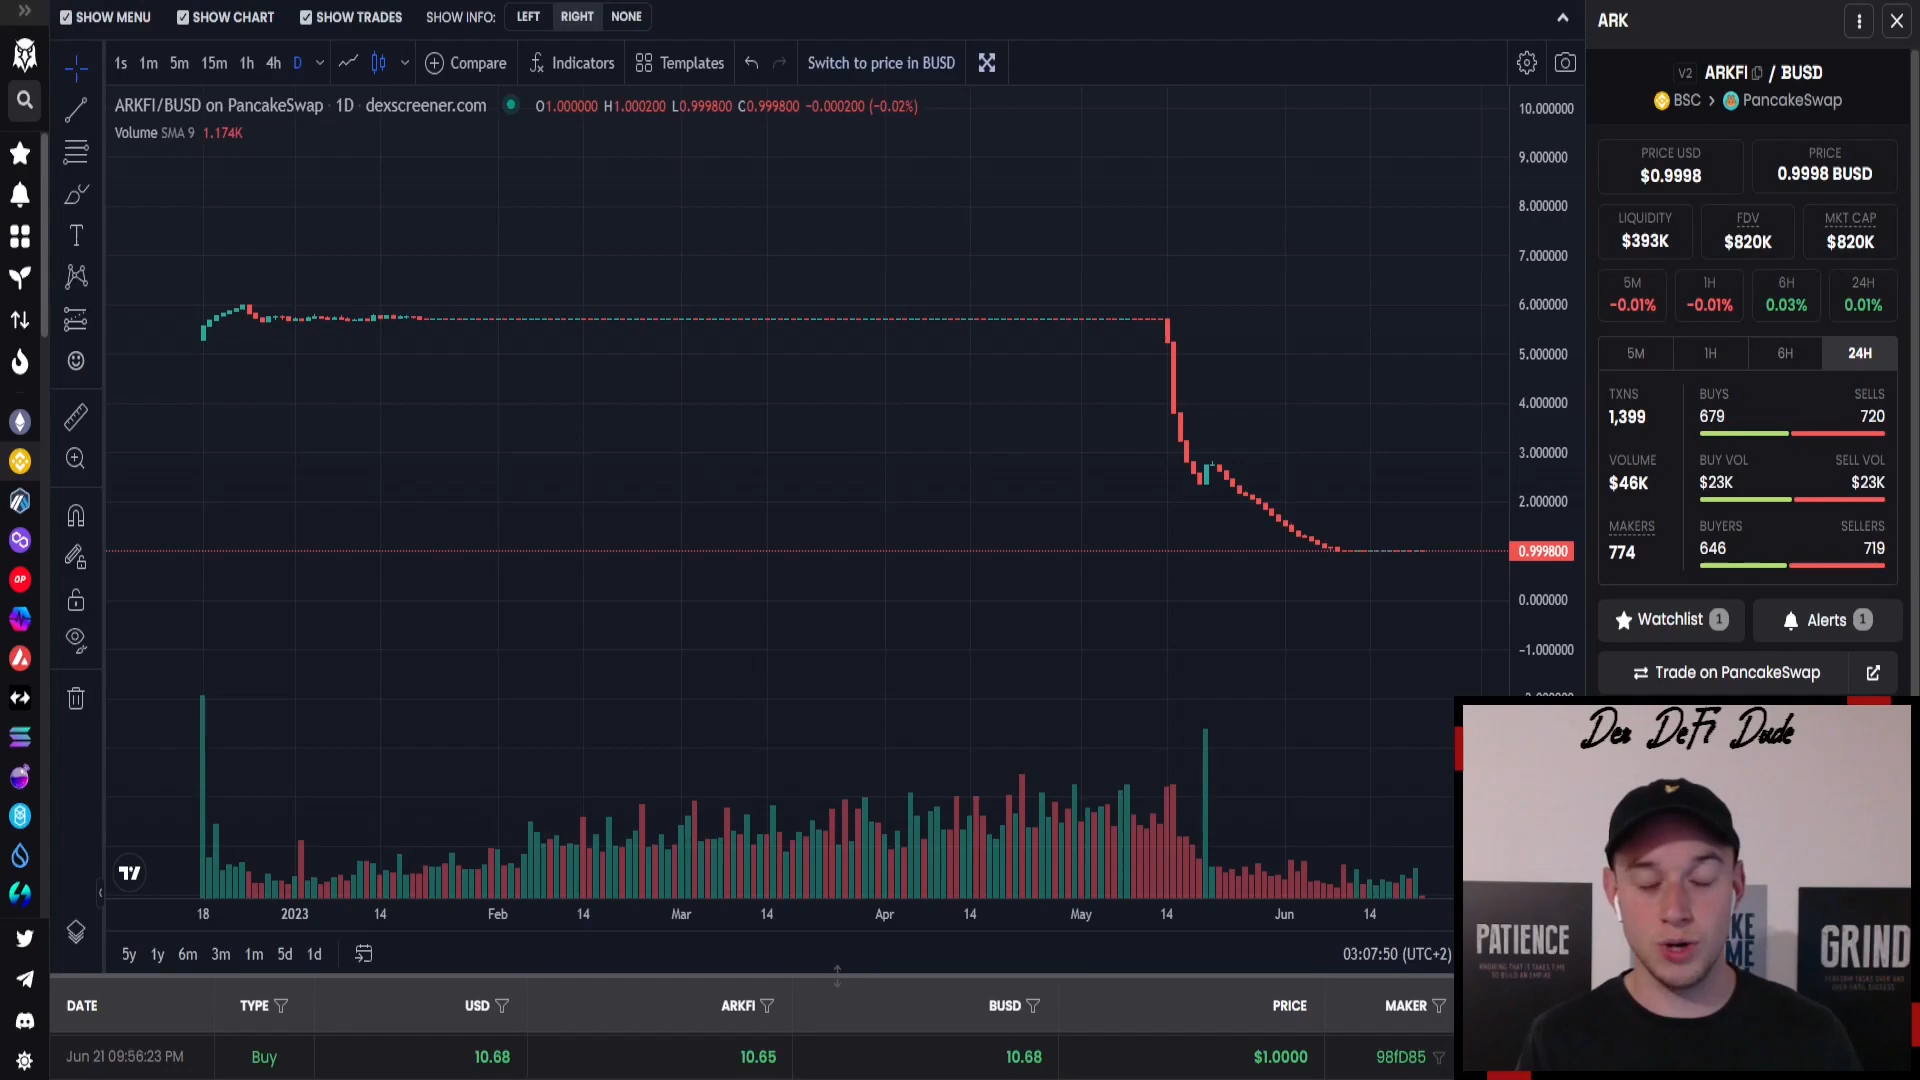 SHOW MENU
SHOW CHART
SHOW TRADES
SHOW INFO:
LEFT
RIGHT
NONE
ARK
1s 1m 5m 15m 1h 4h D
Compare
Indicators
Templates
Switch to price in BUSD
ARKFI/BUSD on PancakeSwap · 1D · dexscreener.com
O1.000000 H1.000200 L0.999800 C0.999800 -0.000200 (-0.02%)
Volume SMA 9 1.174K
10.000000
9.000000
8.000000
7.000000
6.000000
5.000000
4.000000
3.000000
2.000000
0.999800
0.000000
-1.000000
18 2023 14 Feb 14 Mar 14 Apr 14 May 14 Jun 14
5y 1y 6m 3m 1m 5d 1d
03:07:50 (UTC+2)
DATE TYPE USD ARKFI BUSD PRICE MAKER
Jun 21 09:56:23 PM Buy 10.68 10.65 10.68 $1.0000 98fD85
V2 ARKFI / BUSD
BSC > PancakeSwap
PRICE USD
$0.9998
PRICE
0.9998 BUSD
LIQUIDITY
$393K
FDV
$820K
MKT CAP
$820K
5M
-0.01%
1H
-0.01%
6H
0.03%
24H
0.01%
5M 1H 6H 24H
TXNS
1,399
BUYS
679
SELLS
720
VOLUME
$46K
BUY VOL
$23K
SELL VOL
$23K
MAKERS
774
BUYERS
646
SELLERS
719
Watchlist 1
Alerts 1
Trade on PancakeSwap
OP
Dex DeFi Dude
PATIENCE
GRIND